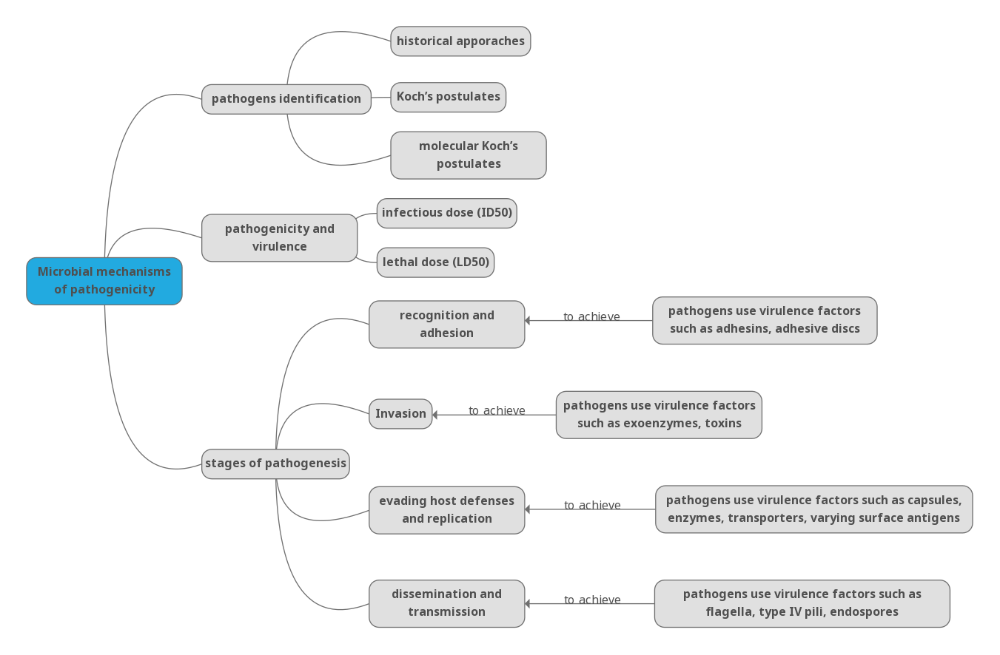 historical apporaches
pathogens identification
Koch’s postulates
molecular Koch’s
postulates
Microbial mechanisms
of pathogenicity
pathogenicity and
virulence
infectious dose (ID50)
lethal dose (LD50)
stages of pathogenesis
recognition and
adhesion
to achieve
pathogens use virulence factors
such as adhesins, adhesive discs
Invasion
to achieve
pathogens use virulence factors
such as exoenzymes, toxins
evading host defenses
and replication
to achieve
pathogens use virulence factors such as capsules,
enzymes, transporters, varying surface antigens
dissemination and
transmission
to achieve
pathogens use virulence factors such as
flagella, type IV pili, endospores